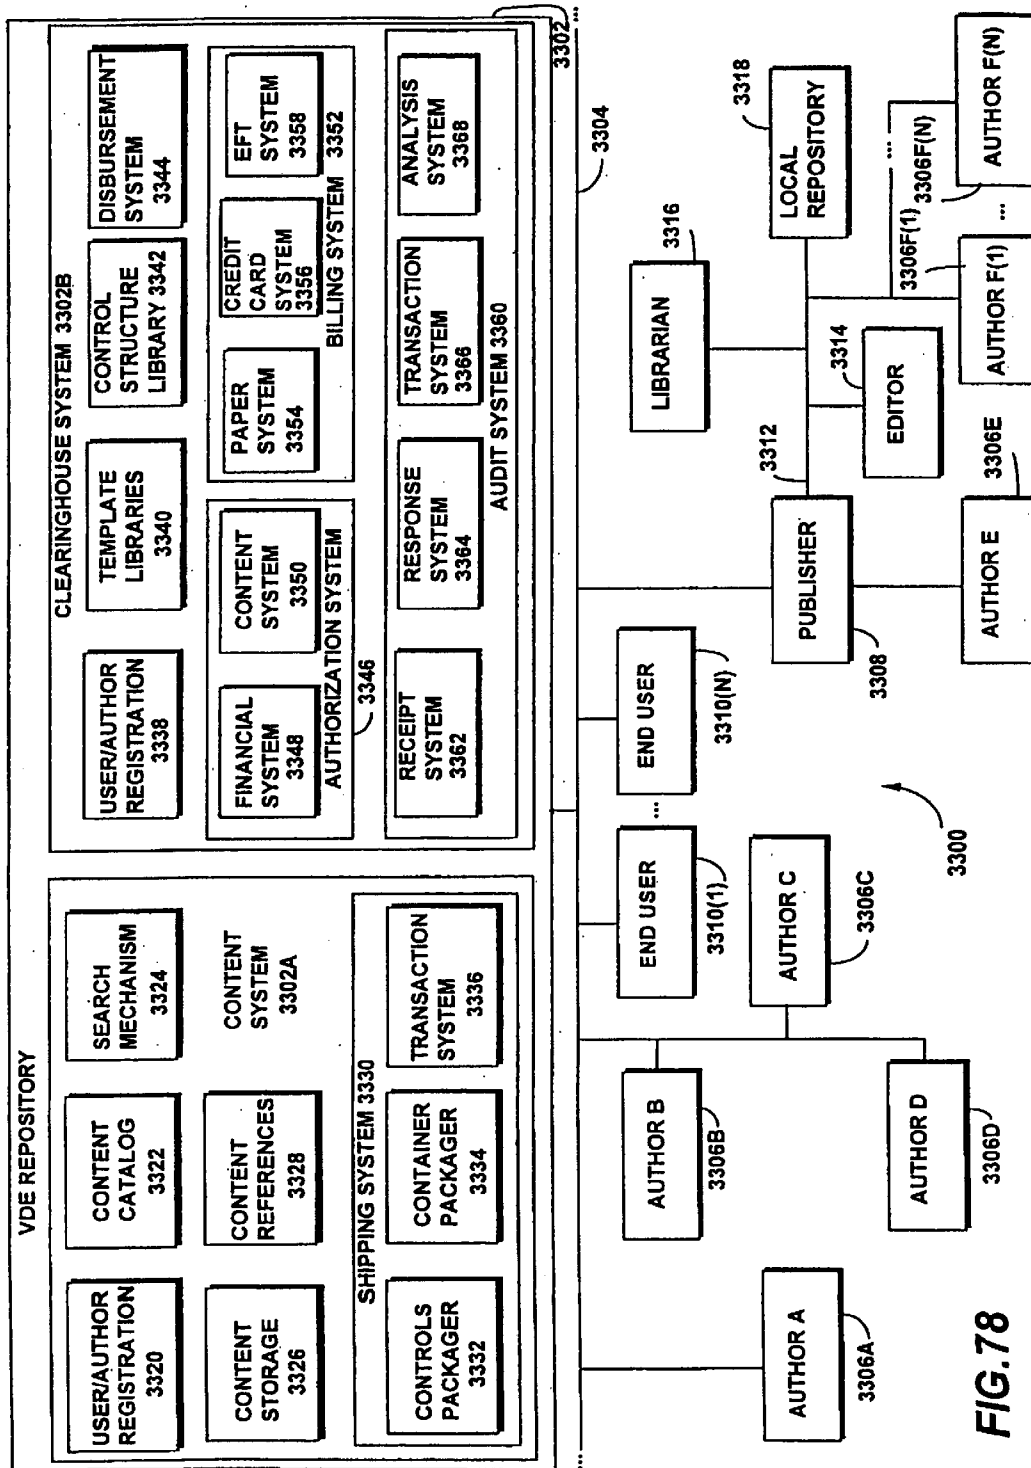 VDE REPOSITORY
3302
USER/AUTHOR
REGISTRATION
3320
CONTENT
CATALOG
3322
SEARCH
MECHANISM
3324
CONTENT
STORAGE
3326
CONTENT
REFERENCES
3328
CONTENT
SYSTEM
3302A
SHIPPING SYSTEM 3330
CONTROLS
PACKAGER
3332
CONTAINER
PACKAGER
3334
TRANSACTION
SYSTEM
3336
CLEARINGHOUSE SYSTEM 3302B
USER/AUTHOR
REGISTRATION
3338
TEMPLATE
LIBRARIES
3340
CONTROL
STRUCTURE
LIBRARY 3342
DISBURSEMENT
SYSTEM
3344
FINANCIAL
SYSTEM
3348
CONTENT
SYSTEM
3350
AUTHORIZATION SYSTEM
3346
PAPER
SYSTEM
3354
CREDIT
CARD
SYSTEM
3356
EFT
SYSTEM
3358
BILLING SYSTEM 3352
RECEIPT
SYSTEM
3362
RESPONSE
SYSTEM
3364
TRANSACTION
SYSTEM
3366
ANALYSIS
SYSTEM
3368
AUDIT SYSTEM 3360
...
...
3304
AUTHOR A
3306A
AUTHOR B
3306B
AUTHOR C
3306C
AUTHOR D
3306D
END USER
3310(1)
...
END USER
3310(N)
PUBLISHER
3308
3312
LIBRARIAN
3316
LOCAL
REPOSITORY
3318
EDITOR
3314
AUTHOR E
3306E
AUTHOR F(1)
3306F(1)
...
...
AUTHOR F(N)
3306F(N)
3300
FIG.78